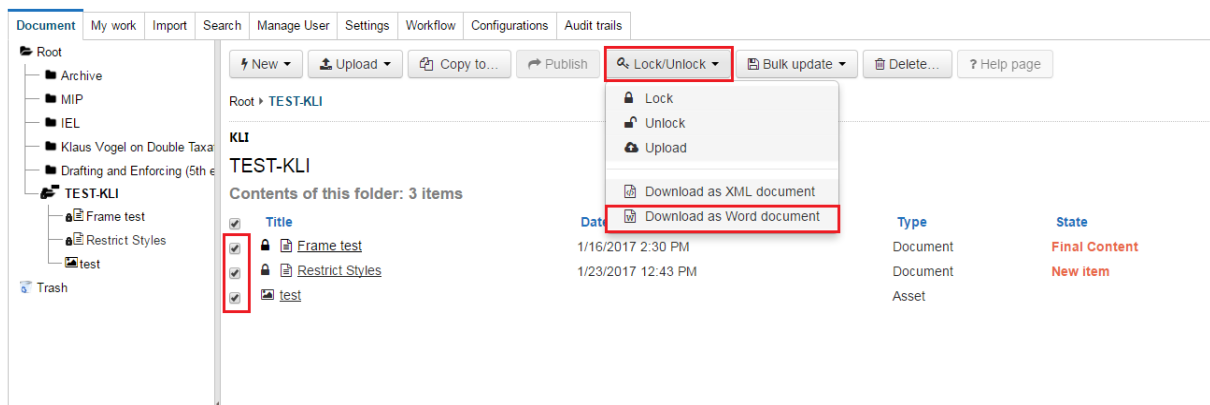 Document My work Import Search Manage User Settings Workflow Configurations Audit trails
Root
Archive
MIP
IEL
Klaus Vogel on Double Taxa
Drafting and Enforcing (5th e
TEST-KLI
Frame test
Restrict Styles
test
Trash
New Upload Copy to... Publish Lock/Unlock Bulk update Delete... ? Help page
Lock
Unlock
Upload
Download as XML document
Download as Word document
Root TEST-KLI
KLI
TEST-KLI
Contents of this folder: 3 items
Title Date Type State
Frame test 1/16/2017 2:30 PM Document Final Content
Restrict Styles 1/23/2017 12:43 PM Document New item
test Asset